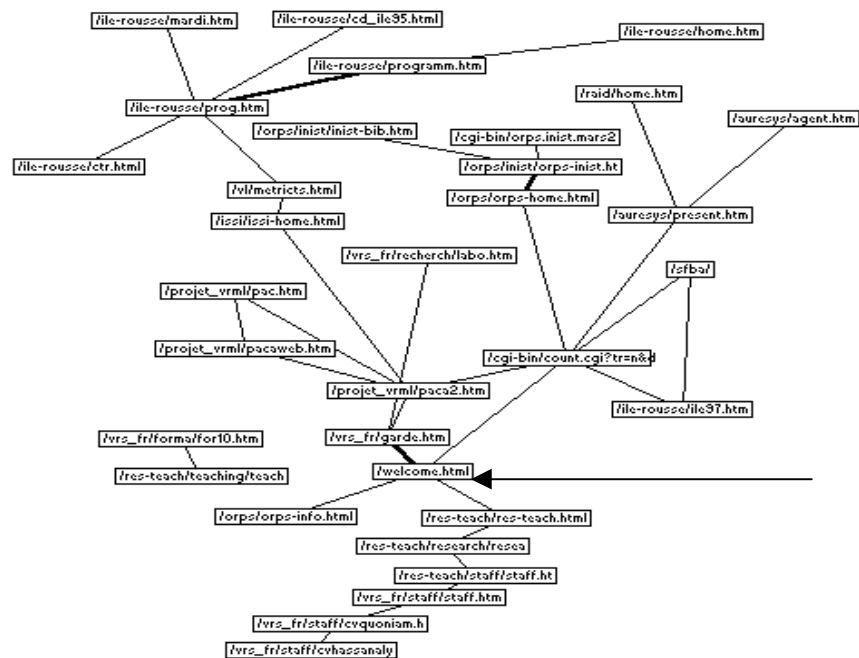 /ile-rousse/mardi.htm
/ile-rousse/cd_ile95.html
/ile-rousse/home.htm
/ile-rousse/programm.htm
/raid/home.htm
/ile-rousse/prog.htm
/auresys/agent.htm
/orps/inist/inist-bib.htm
/cgi-bin/orps.inist.mars2
/ile-rousse/ctr.html
/orps/inist/orps-inist.ht
/vl/metricts.html
/orps/orps-home.html
/issi/issi-home.html
/auresys/present.htm
/vrs_fr/recherch/labo.htm
/sfba/
/projet_vrml/pac.htm
/projet_vrml/pacaweb.htm
/cgi-bin/count.cgi?tr=n&d
/projet_vrml/paca2.htm
/ile-rousse/ile97.htm
/vrs_fr/forma/for10.htm
/vrs_fr/garde.htm
/res-teach/teaching/teach
/welcome.html
/orps/orps-info.html
/res-teach/res-teach.html
/res-teach/research/resea
/res-teach/staff/staff.ht
/vrs_fr/staff/staff.htm
/vrs_fr/staff/cvquoniam.h
/vrs_fr/staff/cvhassanaly